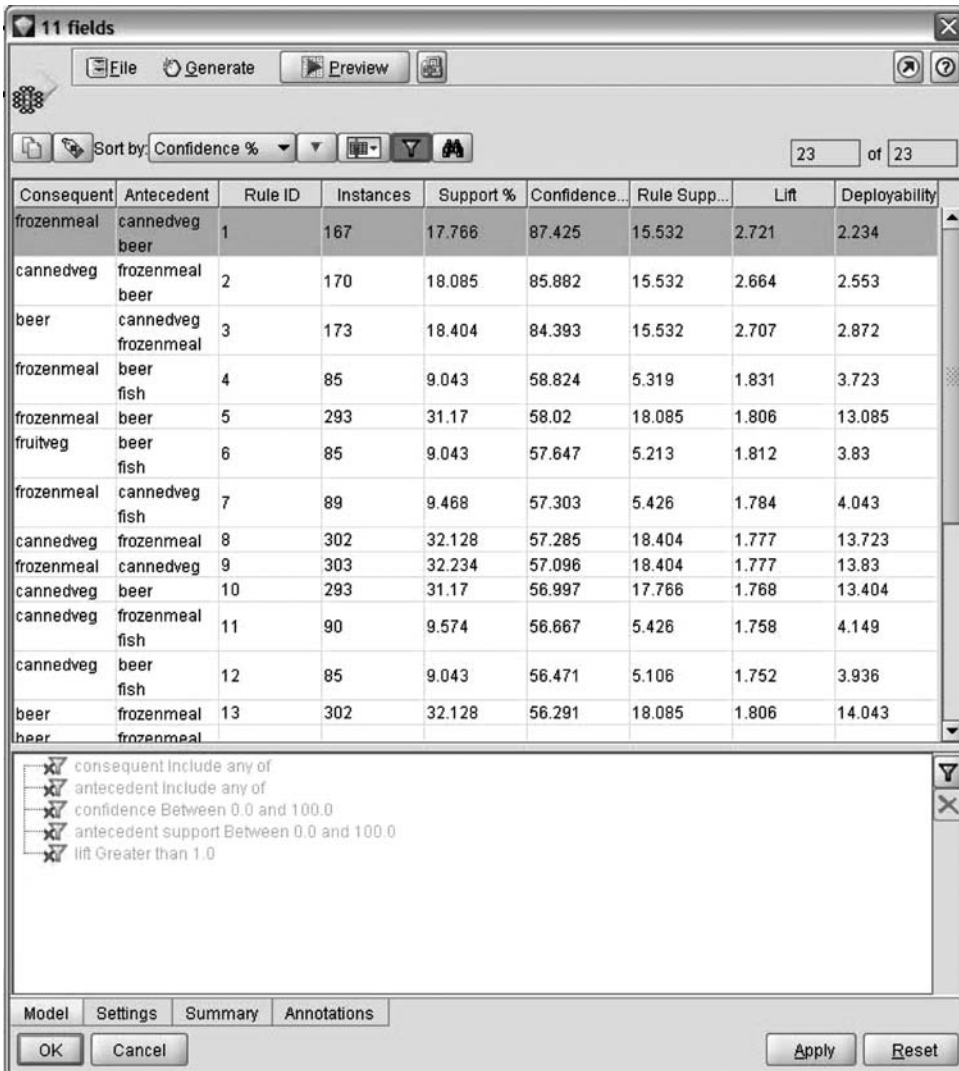 11 fields
File Generate Preview
Sort by: Confidence % 23 of 23
Consequent Antecedent Rule ID Instances Support % Confidence... Rule Supp... Lift Deployability
frozenmeal cannedveg 1 167 17.766 87.425 15.532 2.721 2.234
beer
cannedveg frozenmeal 2 170 18.085 85.882 15.532 2.664 2.553
beer
beer cannedveg 3 173 18.404 84.393 15.532 2.707 2.872
frozenmeal
frozenmeal beer 4 85 9.043 58.824 5.319 1.831 3.723
fish
frozenmeal beer 5 293 31.17 58.02 18.085 1.806 13.085
fruitveg beer 6 85 9.043 57.647 5.213 1.812 3.83
fish
frozenmeal cannedveg 7 89 9.468 57.303 5.426 1.784 4.043
fish
cannedveg frozenmeal 8 302 32.128 57.285 18.404 1.777 13.723
frozenmeal cannedveg 9 303 32.234 57.096 18.404 1.777 13.83
cannedveg beer 10 293 31.17 56.997 17.766 1.768 13.404
cannedveg frozenmeal 11 90 9.574 56.667 5.426 1.758 4.149
fish
cannedveg beer 12 85 9.043 56.471 5.106 1.752 3.936
fish
beer frozenmeal 13 302 32.128 56.291 18.085 1.806 14.043
beer frozenmeal
consequent Include any of
antecedent Include any of
confidence Between 0.0 and 100.0
antecedent support Between 0.0 and 100.0
lift Greater than 1.0
Model Settings Summary Annotations
OK Cancel Apply Reset